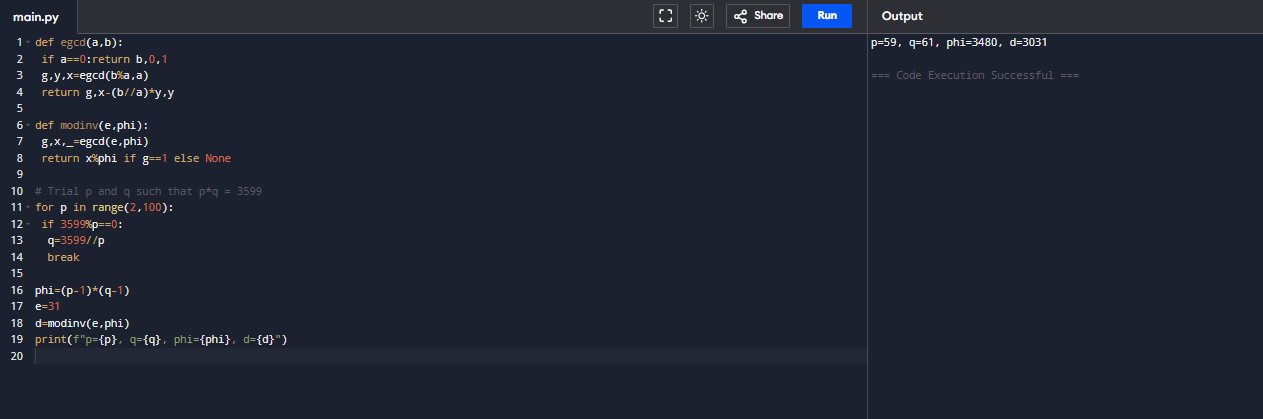 main.py
Share
Run
Output
1 def egcd(a,b):
2  if a==0:return b,0,1
3  g,y,x=egcd(b%a,a)
4  return g,x-(b//a)*y,y
5
6 def modinv(e,phi):
7  g,x,_=egcd(e,phi)
8  return x%phi if g==1 else None
9
10 # Trial p and q such that p*q = 3599
11 for p in range(2,100):
12  if 3599%p==0:
13   q=3599//p
14   break
15
16 phi=(p-1)*(q-1)
17 e=31
18 d=modinv(e,phi)
19 print(f"p={p}, q={q}, phi={phi}, d={d}")
20
p=59, q=61, phi=3480, d=3031
=== Code Execution Successful ===